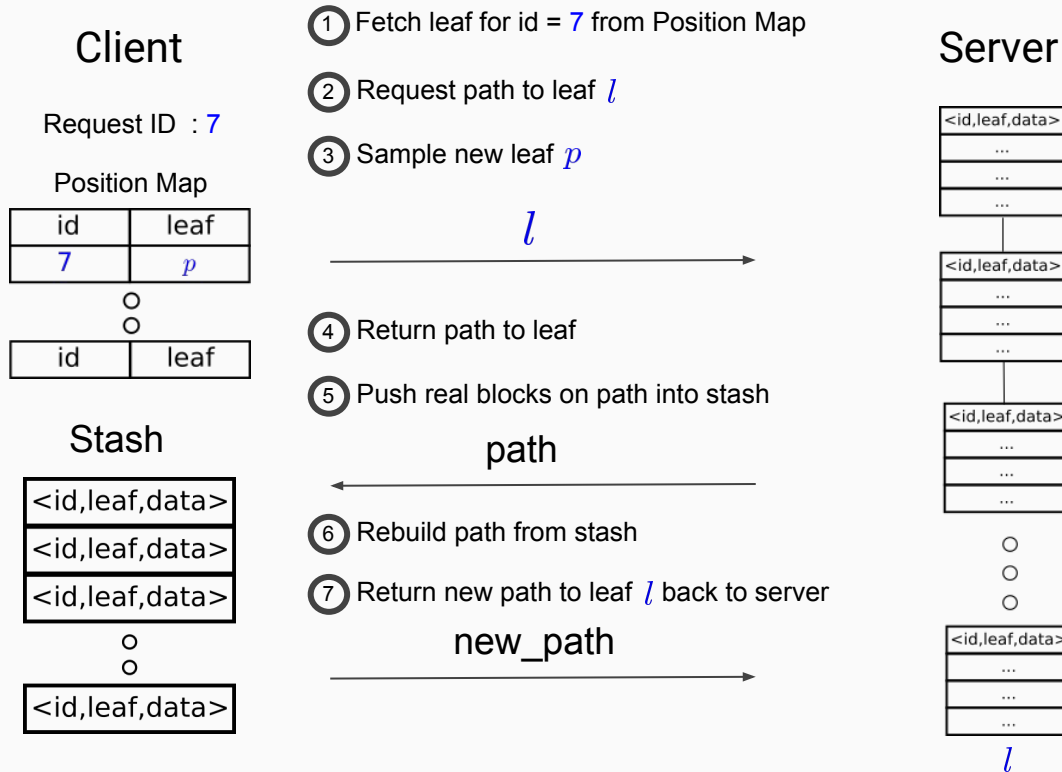 Client
Request ID : 7
Position Map
id leaf
7 p
id leaf
Stash
<id,leaf,data>
<id,leaf,data>
<id,leaf,data>
<id,leaf,data>
1 Fetch leaf for id = 7 from Position Map
2 Request path to leaf l
3 Sample new leaf p
l
4 Return path to leaf
5 Push real blocks on path into stash
path
6 Rebuild path from stash
7 Return new path to leaf l back to server
new_path
Server
<id,leaf,data>
...
...
...
<id,leaf,data>
...
...
...
<id,leaf,data>
...
...
...
<id,leaf,data>
...
...
...
l